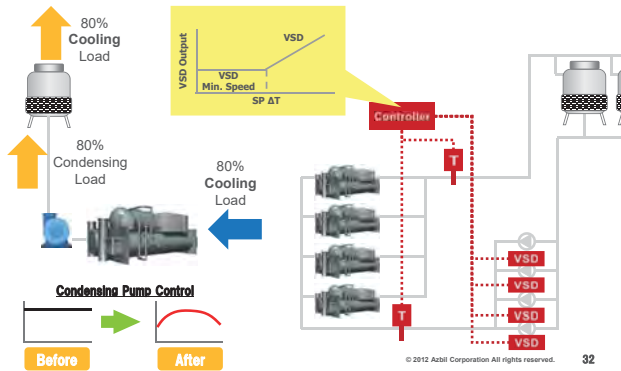 80%
Cooling
Load
VSD Output
VSD
VSD
Min. Speed
SP ΔT
Controller
T
80%
Condensing
Load
80%
Cooling
Load
Condensing Pump Control
Before
After
T
VSD
VSD
VSD
VSD
© 2012 Azbil Corporation All rights reserved.
32